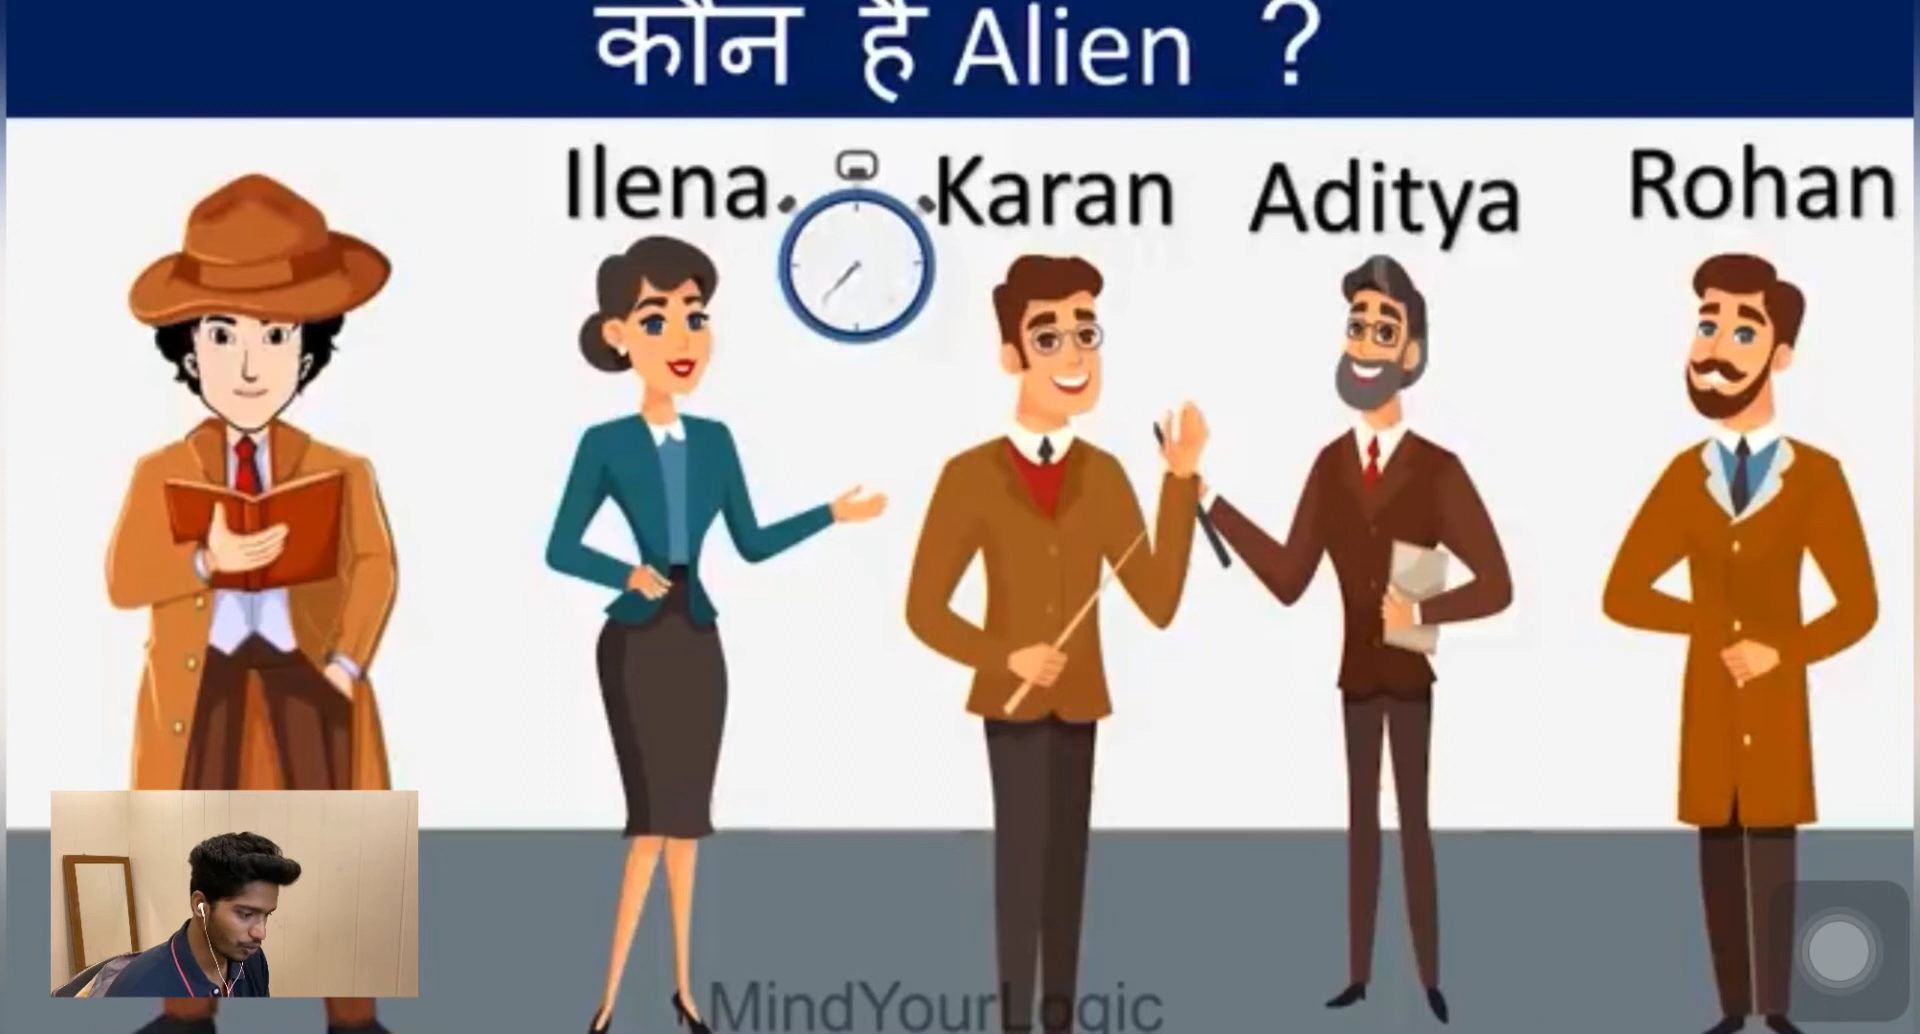 कौन है Alien ?
Ilena Karan Aditya Rohan
MindYourLogic